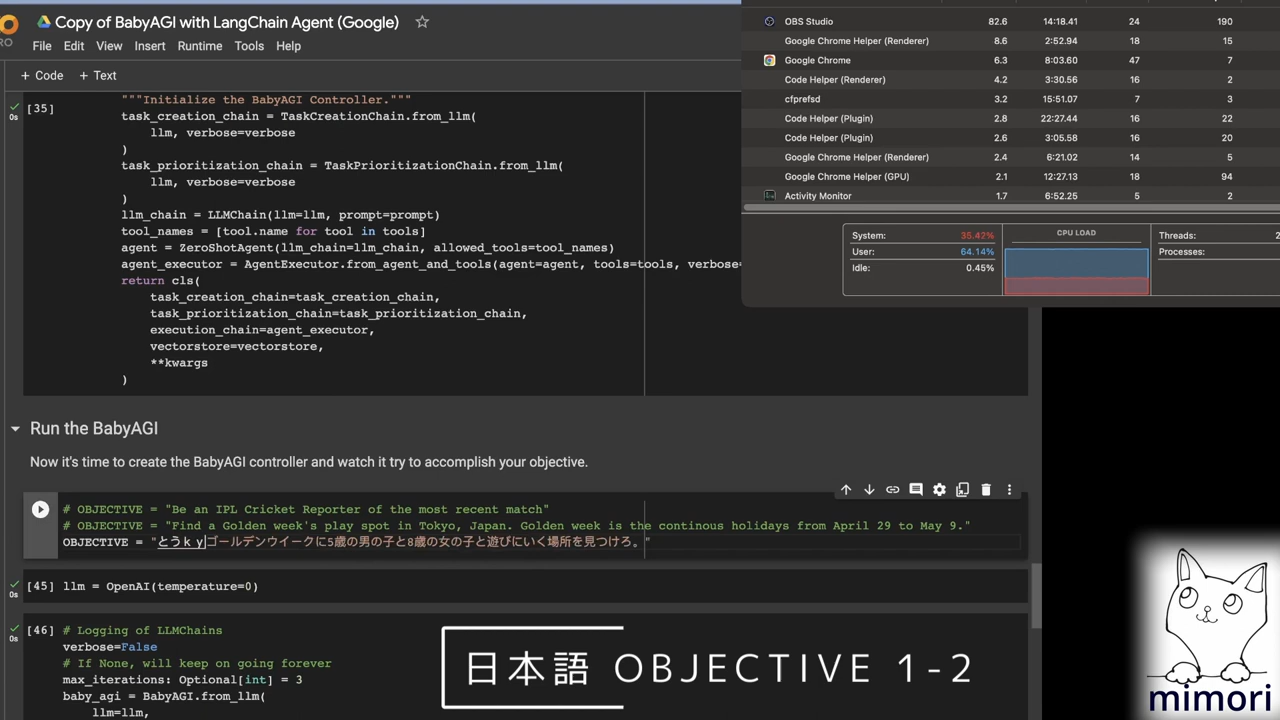 Copy of BabyAGI with LangChain Agent (Google)
File Edit View Insert Runtime Tools Help
+ Code + Text
[35]
0s
"""Initialize the BabyAGI Controller."""
task_creation_chain = TaskCreationChain.from_llm(
llm, verbose=verbose
)
task_prioritization_chain = TaskPrioritizationChain.from_llm(
llm, verbose=verbose
)
llm_chain = LLMChain(llm=llm, prompt=prompt)
tool_names = [tool.name for tool in tools]
agent = ZeroShotAgent(llm_chain=llm_chain, allowed_tools=tool_names)
agent_executor = AgentExecutor.from_agent_and_tools(agent=agent, tools=tools, verbose=
return cls(
task_creation_chain=task_creation_chain,
task_prioritization_chain=task_prioritization_chain,
execution_chain=agent_executor,
vectorstore=vectorstore,
**kwargs
)
OBS Studio 82.6 14:18.41 24 190
Google Chrome Helper (Renderer) 8.6 2:52.94 18 15
Google Chrome 6.3 8:03.60 47 7
Code Helper (Renderer) 4.2 3:30.56 16 2
cfprefsd 3.2 15:51.07 7 3
Code Helper (Plugin) 2.8 22:27.44 16 22
Code Helper (Plugin) 2.6 3:05.58 16 20
Google Chrome Helper (Renderer) 2.4 6:21.02 14 5
Google Chrome Helper (GPU) 2.1 12:27.13 18 94
Activity Monitor 1.7 6:52.25 5 2
System: 35.42%
User: 64.14%
Idle: 0.45%
CPU LOAD
Threads:
Processes:
Run the BabyAGI
Now it's time to create the BabyAGI controller and watch it try to accomplish your objective.
# OBJECTIVE = "Be an IPL Cricket Reporter of the most recent match"
# OBJECTIVE = "Find a Golden week's play spot in Tokyo, Japan. Golden week is the continous holidays from April 29 to May 9."
OBJECTIVE = "とうｋｙゴールデンウイークに5歳の男の子と8歳の女の子と遊びにいく場所を見つけろ。"
[45] llm = OpenAI(temperature=0)
0s
[46] # Logging of LLMChains
0s
verbose=False
# If None, will keep on going forever
max_iterations: Optional[int] = 3
baby_agi = BabyAGI.from_llm(
llm=llm,
日本語 OBJECTIVE 1-2
mimori